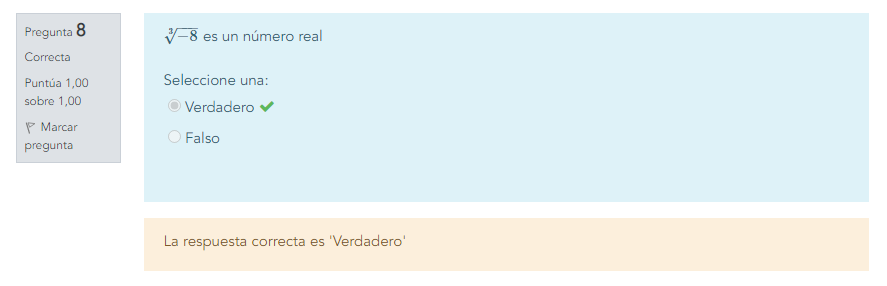 Pregunta 8
Correcta
Puntúa 1,00
sobre 1,00
Marcar
pregunta
∛-8 es un número real
Seleccione una:
Verdadero
Falso
La respuesta correcta es 'Verdadero'